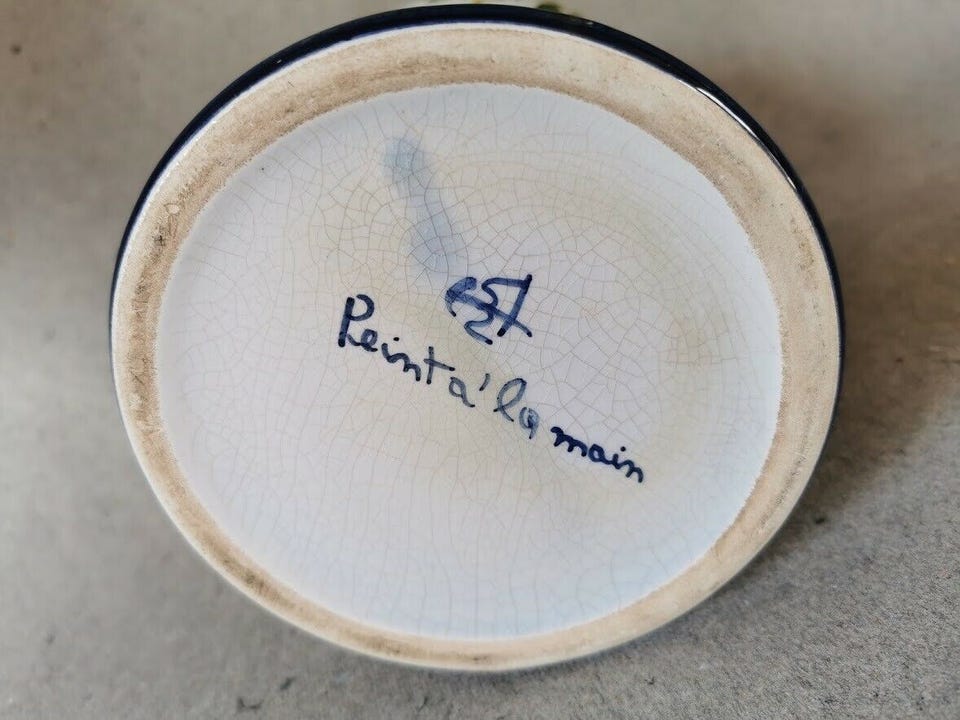 Peint a' la main